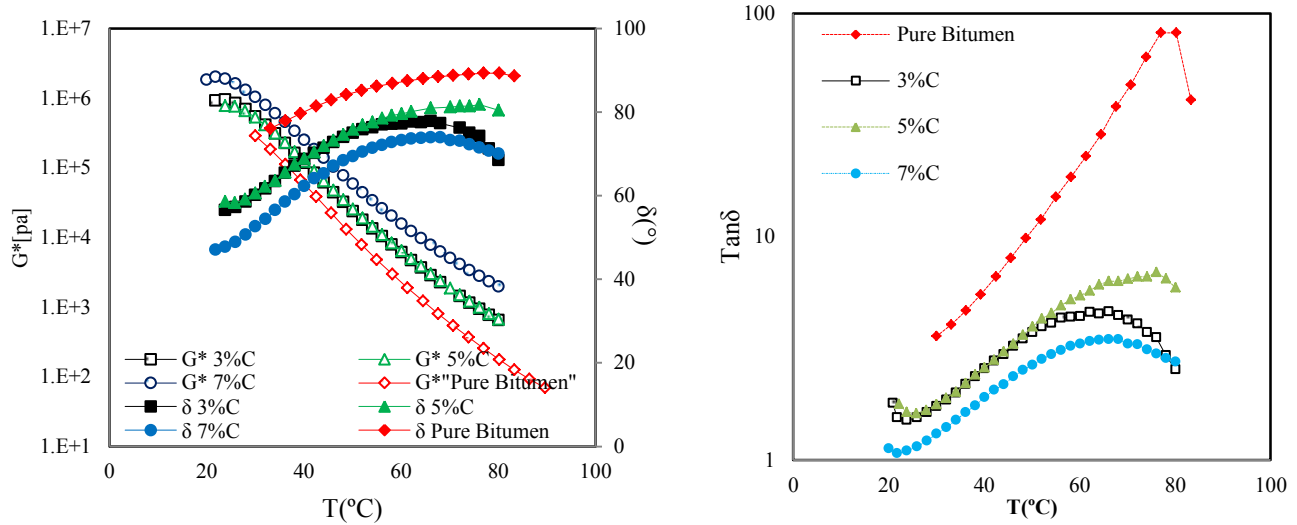 1.E+7
1.E+6
1.E+5
1.E+4
1.E+3
1.E+2
1.E+1
G*[pa]
100
80
60
40
20
0
δ(º)
G* 3%C
G* 5%C
G* 7%C
G*"Pure Bitumen"
δ 3%C
δ 5%C
δ 7%C
δ Pure Bitumen
0 20 40 60 80 100
T(ºC)
100
10
1
Tanδ
Pure Bitumen
3%C
5%C
7%C
0 20 40 60 80 100
T(ºC)